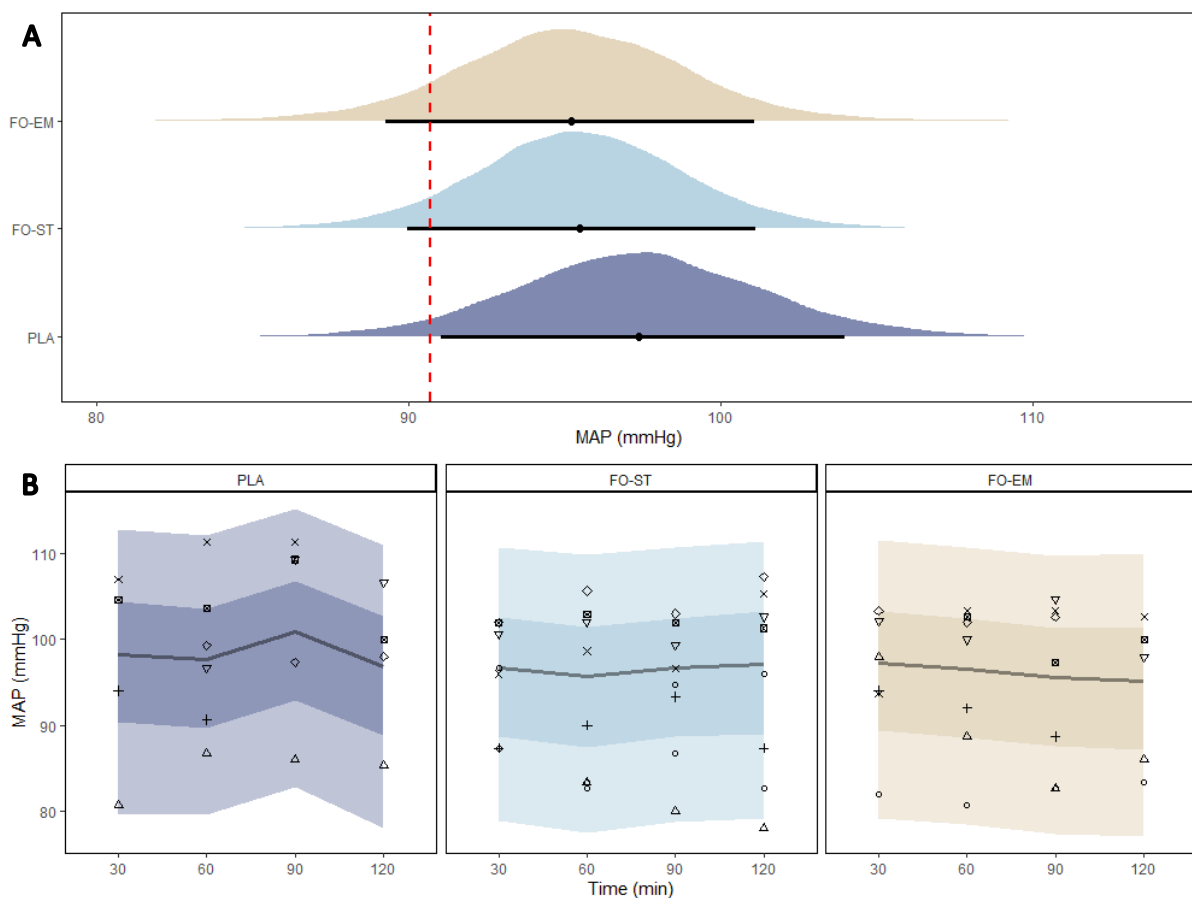 A
FO-EM
FO-ST
PLA
80 90 100 110
MAP (mmHg)
B
PLA FO-ST FO-EM
MAP (mmHg)
110
100
90
80
30 60 90 120 30 60 90 120 30 60 90 120
Time (min)